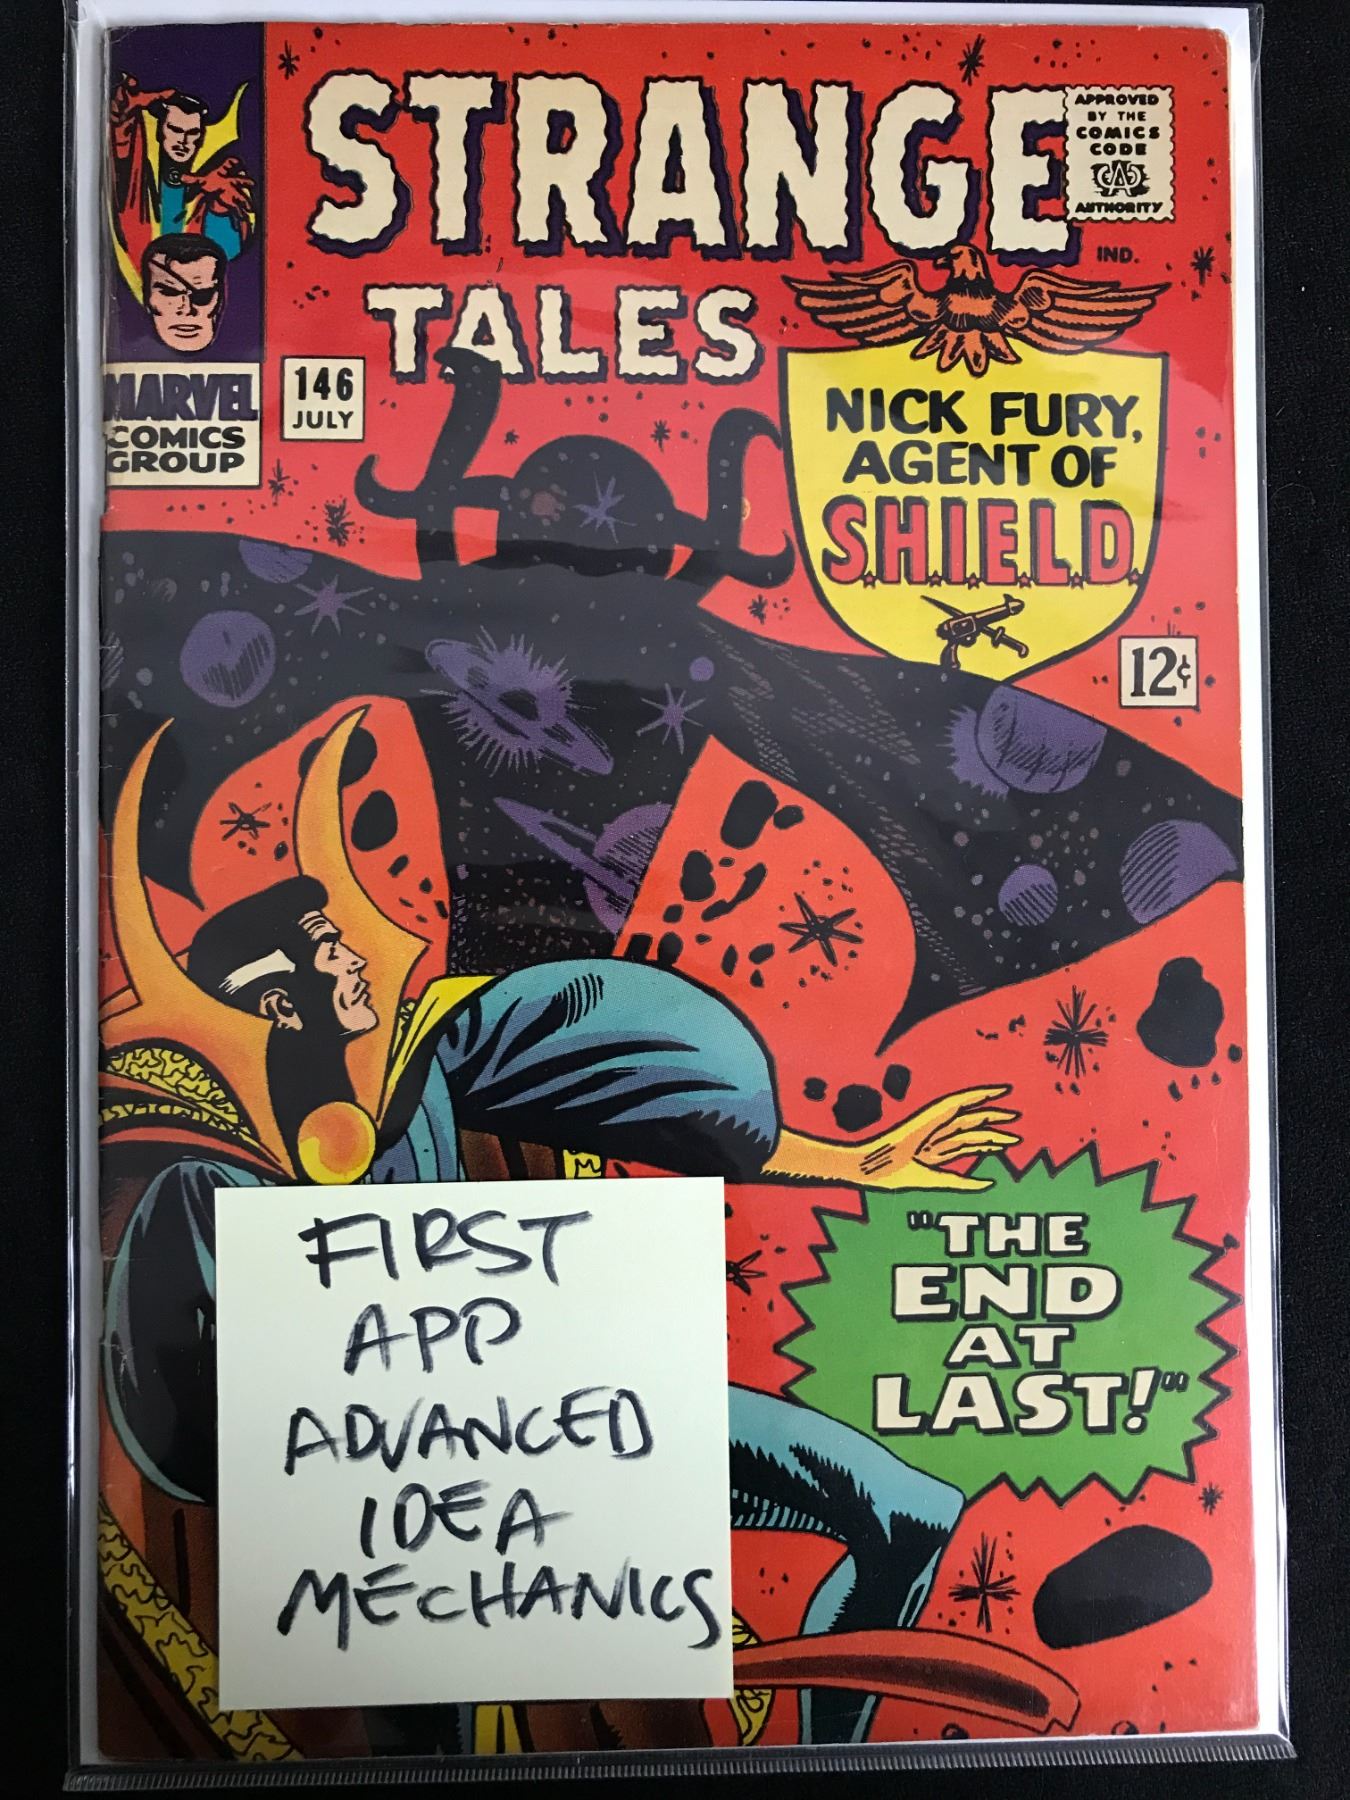 STRANGE
TALES
APPROVED
BY THE
COMICS
CODE
CA
AUTHORITY
IND.
MARVEL
COMICS
GROUP
146
JULY
NICK FURY,
AGENT OF
S.H.I.E.L.D.
12¢
"THE
END
AT
LAST!"
FIRST
APP
ADVANCED
IDEA
MECHANICS